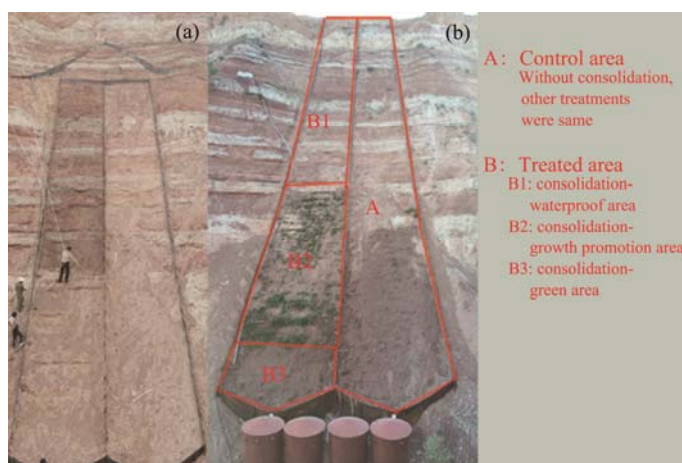 (a)
(b)
B1
A
B2
B3
A: Control area
Without consolidation,
other treatments
were same
B: Treated area
B1: consolidation-
waterproof area
B2: consolidation-
growth promotion area
B3: consolidation-
green area